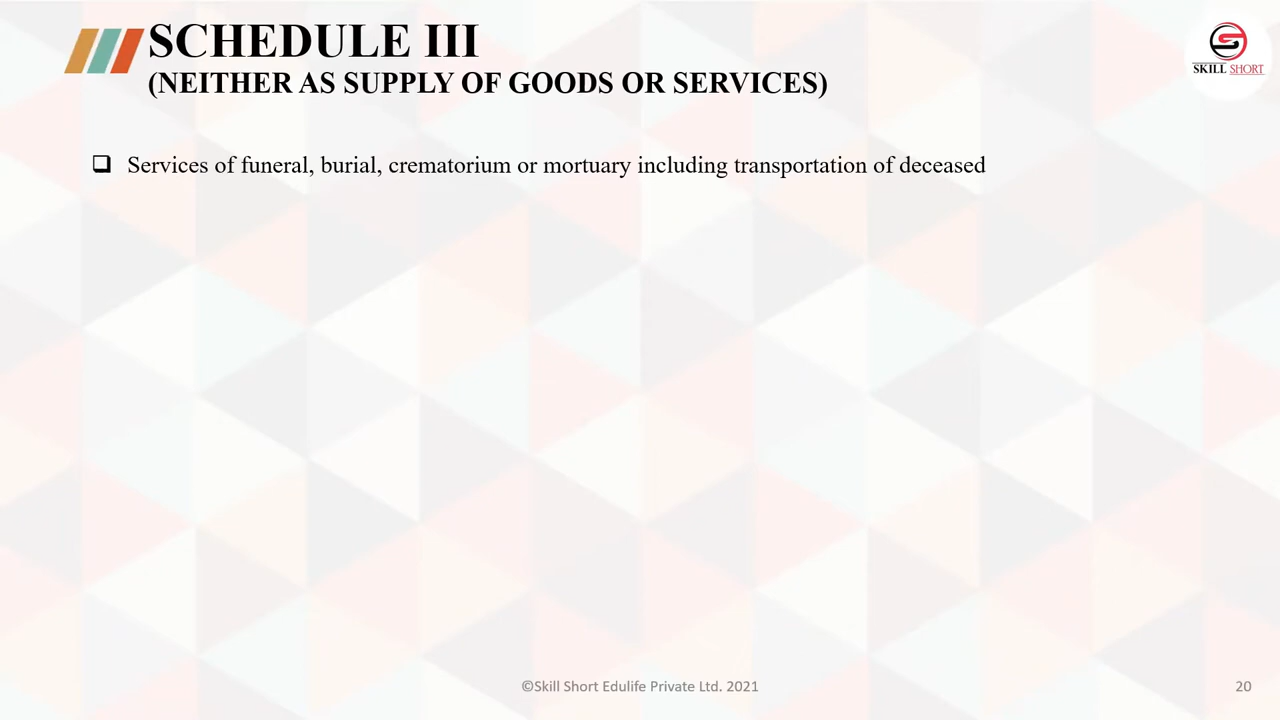 SCHEDULE III
(NEITHER AS SUPPLY OF GOODS OR SERVICES)
SKILL SHORT
Services of funeral, burial, crematorium or mortuary including transportation of deceased
©Skill Short Edulife Private Ltd. 2021
20